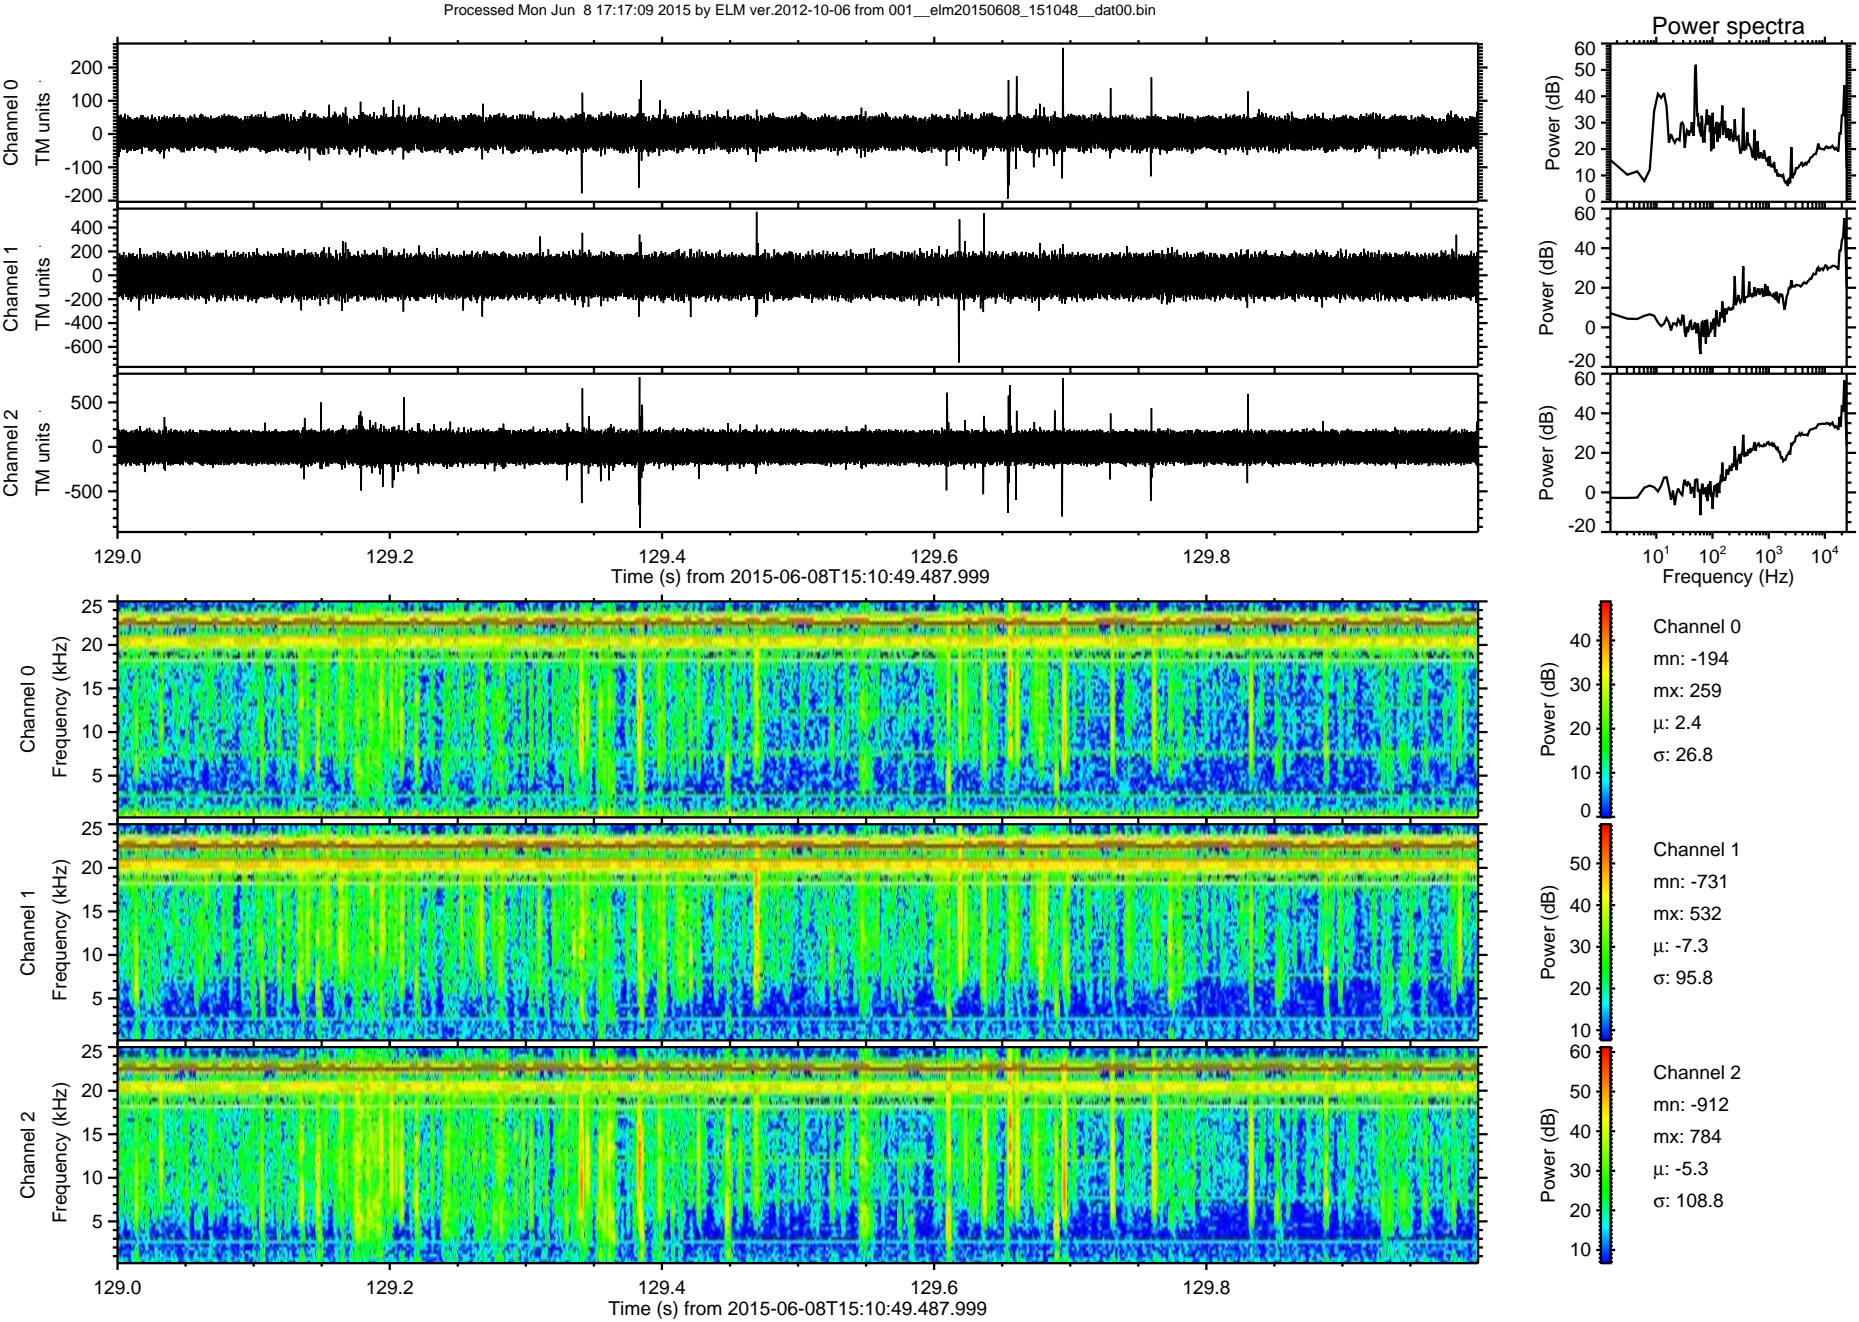 Processed Mon Jun  8 17:17:09 2015 by ELM ver.2012-10-06 from 001__elm20150608_151048__dat00.bin
Power spectra
Channel 0
TM units
200
100
0
-100
-200
Power (dB)
60
50
40
30
20
10
0
Channel 1
TM units
400
200
0
-200
-400
-600
Power (dB)
60
40
20
0
-20
Channel 2
TM units
500
0
-500
Power (dB)
60
40
20
0
-20
129.0 129.2 129.4 129.6 129.8
Time (s) from 2015-06-08T15:10:49.487.999
10¹ 10² 10³ 10⁴
Frequency (Hz)
Channel 0
Frequency (kHz)
25
20
15
10
5
Power (dB)
40
30
20
10
0
Channel 0
mn: -194
mx: 259
μ: 2.4
σ: 26.8
Channel 1
Frequency (kHz)
25
20
15
10
5
Power (dB)
50
40
30
20
10
Channel 1
mn: -731
mx: 532
μ: -7.3
σ: 95.8
Channel 2
Frequency (kHz)
25
20
15
10
5
Power (dB)
60
50
40
30
20
10
Channel 2
mn: -912
mx: 784
μ: -5.3
σ: 108.8
129.0 129.2 129.4 129.6 129.8
Time (s) from 2015-06-08T15:10:49.487.999